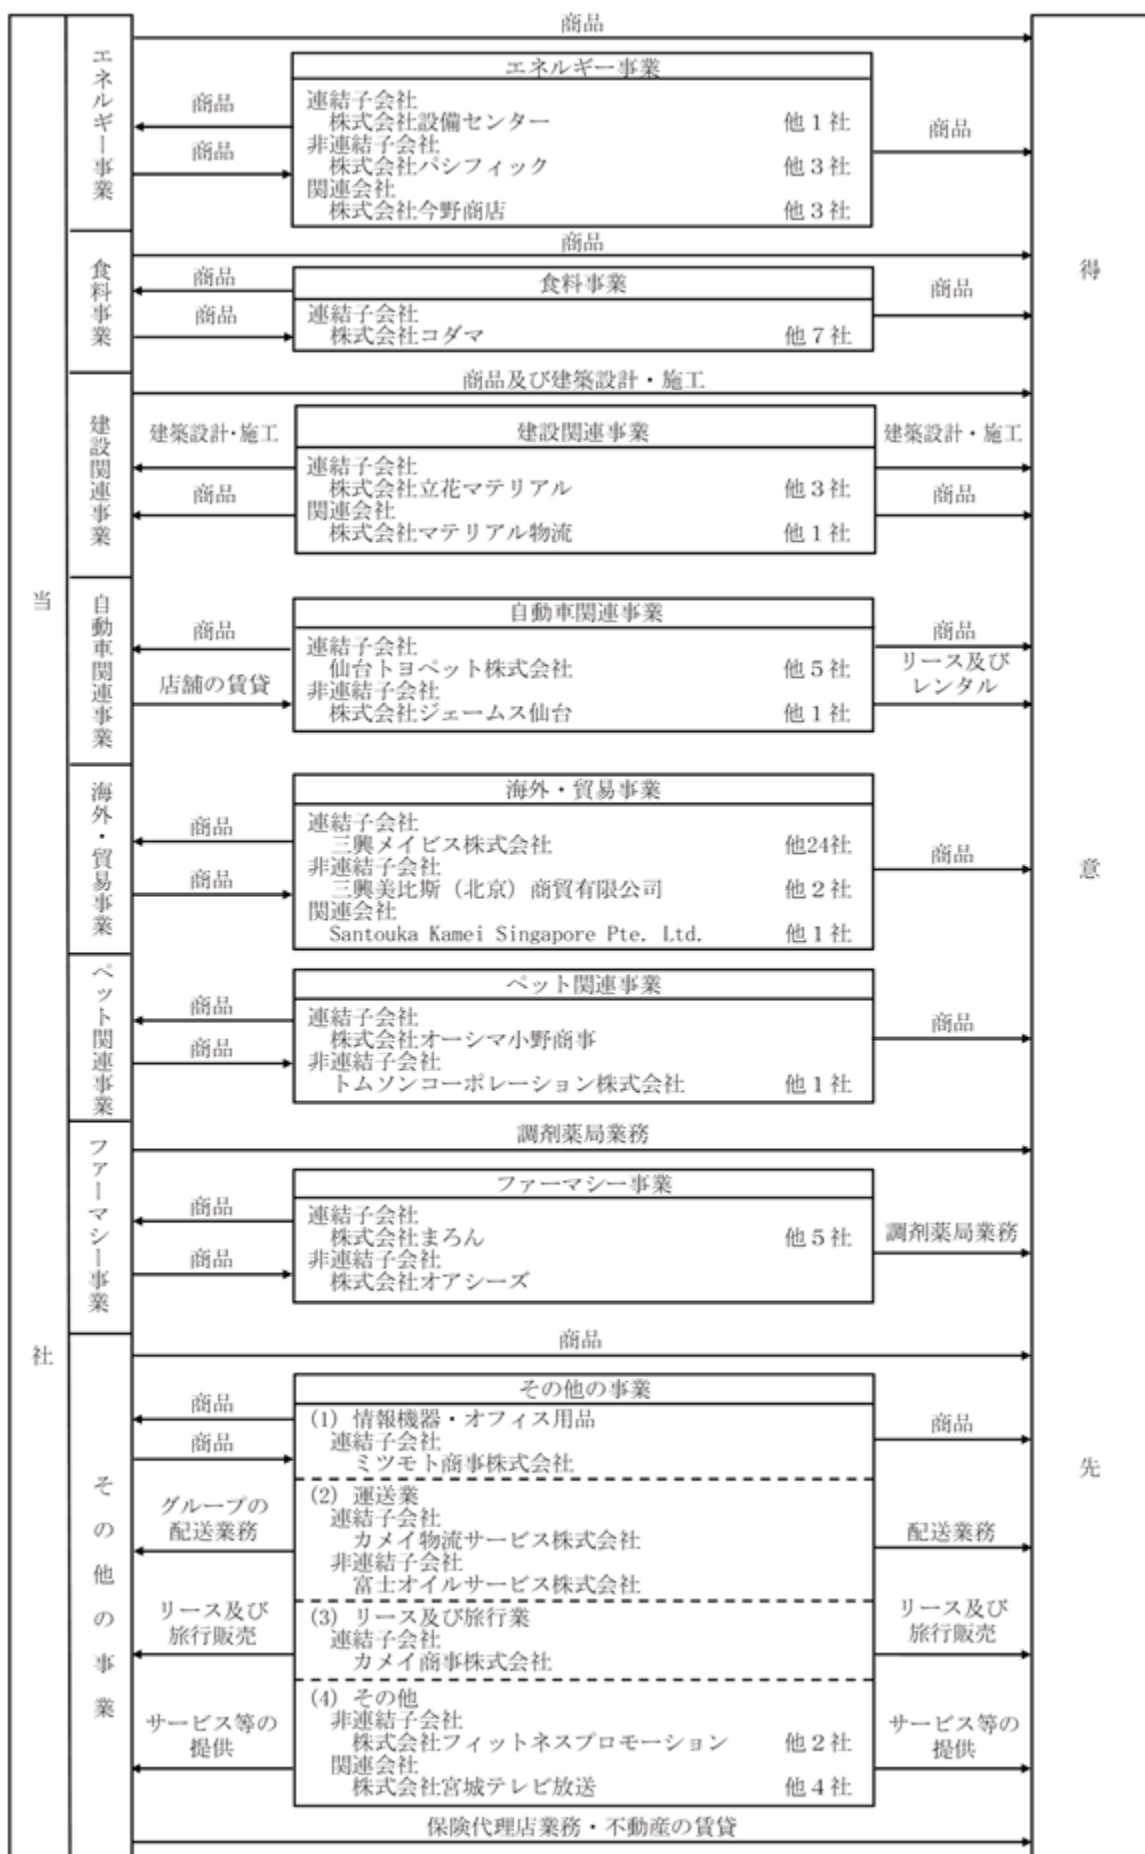 当社
得意先
エネルギー事業
商品
エネルギー事業
商品
商品
連結子会社
株式会社設備センター 他1社
非連結子会社
株式会社パシフィック 他3社
関連会社
株式会社今野商店 他3社
商品
食料事業
商品
食料事業
商品
商品
連結子会社
株式会社コダマ 他7社
商品
建設関連事業
商品及び建築設計・施工
建設関連事業
建築設計・施工
商品
連結子会社
株式会社立花マテリアル 他3社
関連会社
株式会社マテリアル物流 他1社
建築設計・施工
商品
自動車関連事業
自動車関連事業
商品
店舗の賃貸
連結子会社
仙台トヨペット株式会社 他5社
非連結子会社
株式会社ジェームス仙台 他1社
商品
リース及び
レンタル
海外・貿易事業
海外・貿易事業
商品
商品
連結子会社
三興メイビス株式会社 他24社
非連結子会社
三興美比斯（北京）商貿有限公司 他2社
関連会社
Santouka Kamei Singapore Pte. Ltd. 他1社
商品
ペット関連事業
ペット関連事業
商品
商品
連結子会社
株式会社オーシマ小野商事
非連結子会社
トムソンコーポレーション株式会社 他1社
商品
ファーマシー事業
調剤薬局業務
ファーマシー事業
商品
商品
連結子会社
株式会社まろん 他5社
非連結子会社
株式会社オアシーズ
調剤薬局業務
その他の事業
商品
その他の事業
商品
商品
(1) 情報機器・オフィス用品
連結子会社
ミツモト商事株式会社
商品
グループの
配送業務
(2) 運送業
連結子会社
カメイ物流サービス株式会社
非連結子会社
富士オイルサービス株式会社
配送業務
リース及び
旅行販売
(3) リース及び旅行業
連結子会社
カメイ商事株式会社
リース及び
旅行販売
サービス等の
提供
(4) その他
非連結子会社
株式会社フィットネスプロモーション 他2社
関連会社
株式会社宮城テレビ放送 他4社
サービス等の
提供
保険代理店業務・不動産の賃貸